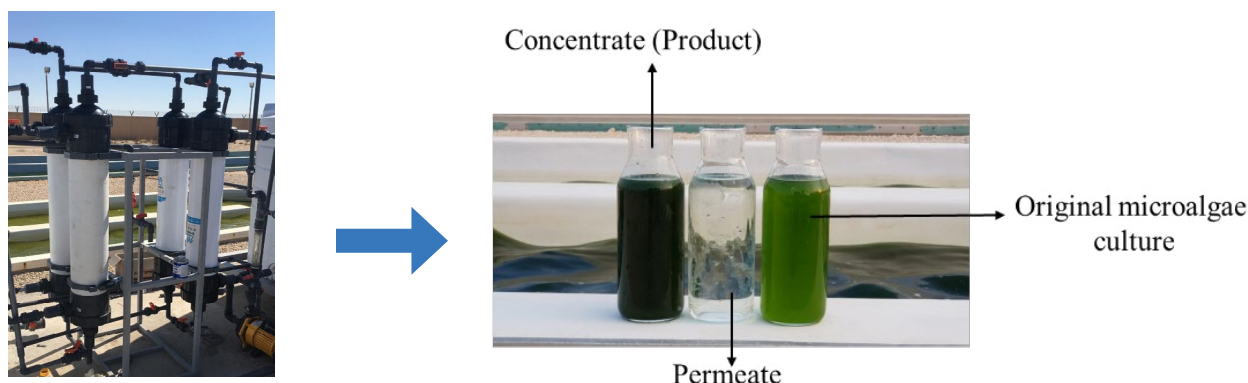 Concentrate (Product)
Original microalgae
culture
Permeate